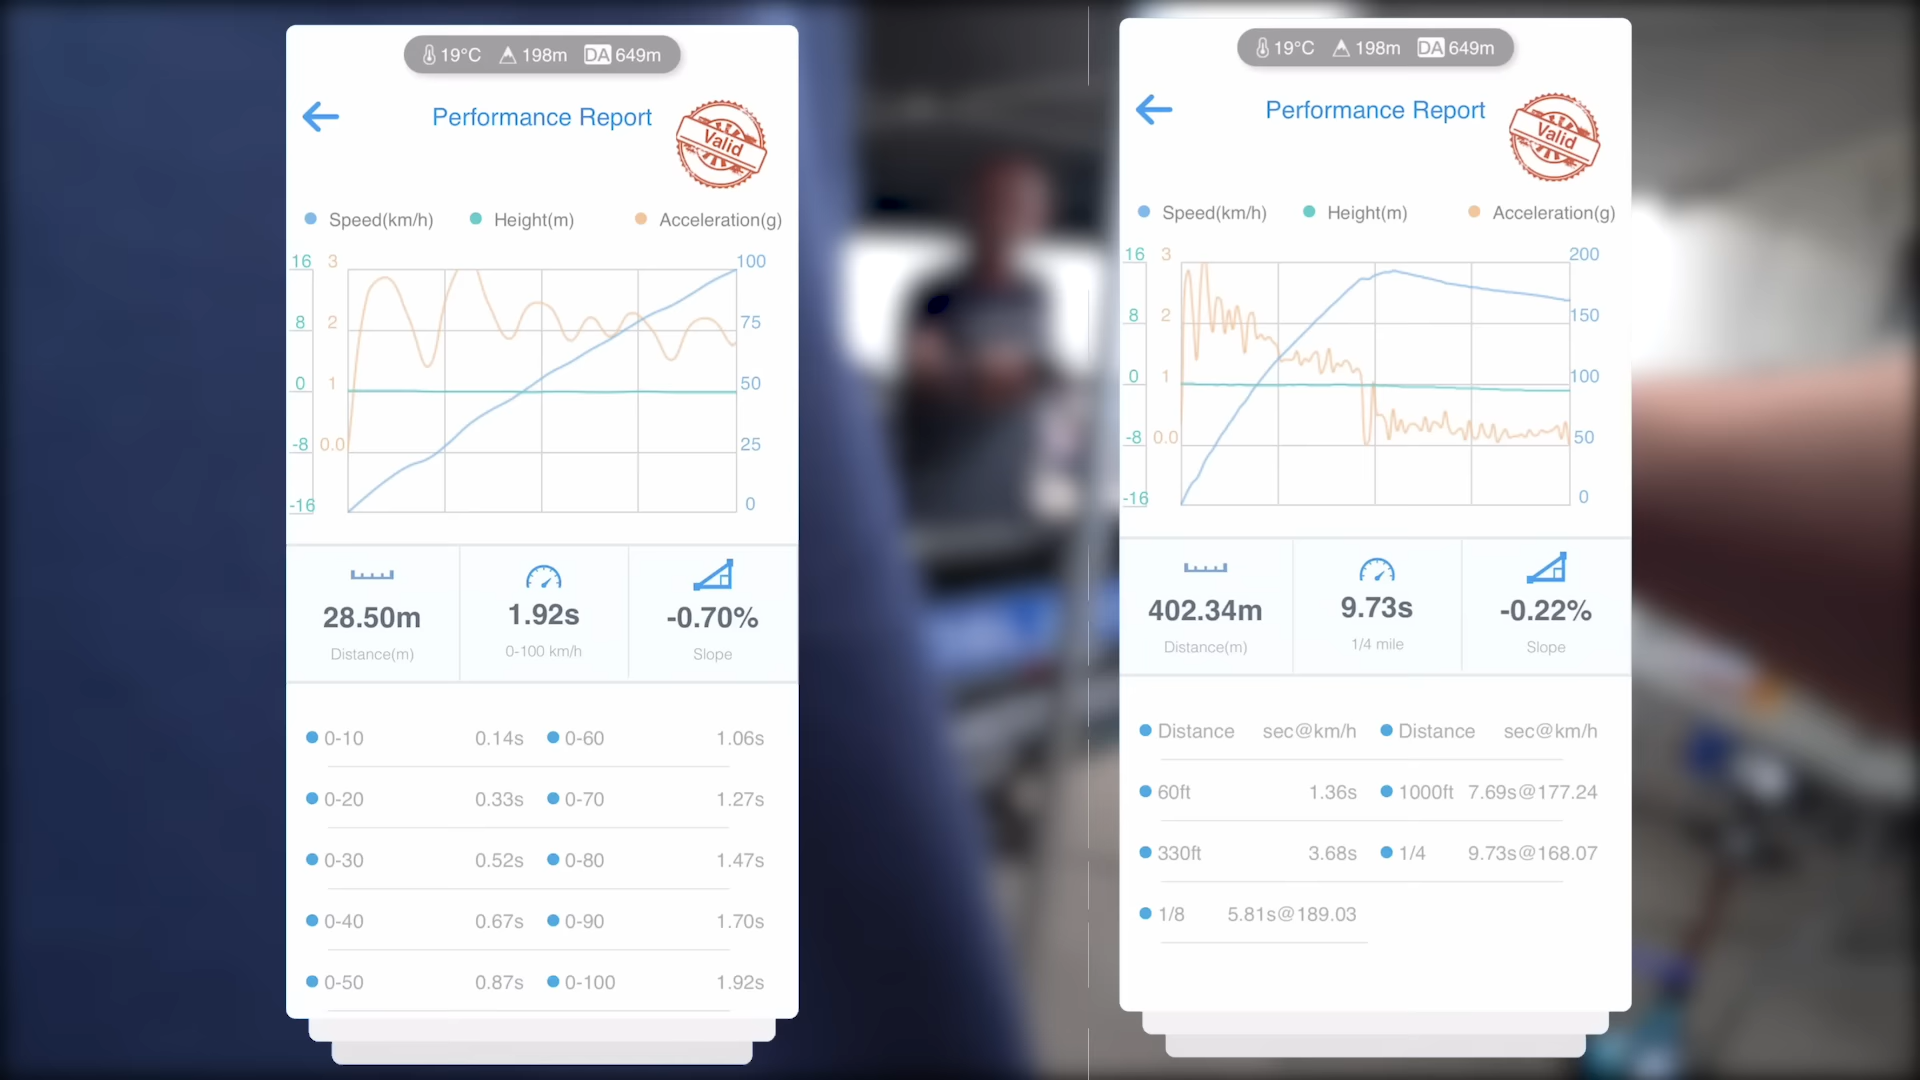 19°C 198m DA 649m
Performance Report
Valid
Speed(km/h) Height(m) Acceleration(g)
16 3 100
8 2 75
0 1 50
-8 0.0 25
-16 0
28.50m 1.92s -0.70%
Distance(m) 0-100 km/h Slope
0-10 0.14s 0-60 1.06s
0-20 0.33s 0-70 1.27s
0-30 0.52s 0-80 1.47s
0-40 0.67s 0-90 1.70s
0-50 0.87s 0-100 1.92s
19°C 198m DA 649m
Performance Report
Valid
Speed(km/h) Height(m) Acceleration(g)
16 3 200
8 2 150
0 1 100
-8 0.0 50
-16 0
402.34m 9.73s -0.22%
Distance(m) 1/4 mile Slope
Distance sec@km/h Distance sec@km/h
60ft 1.36s 1000ft 7.69s@177.24
330ft 3.68s 1/4 9.73s@168.07
1/8 5.81s@189.03